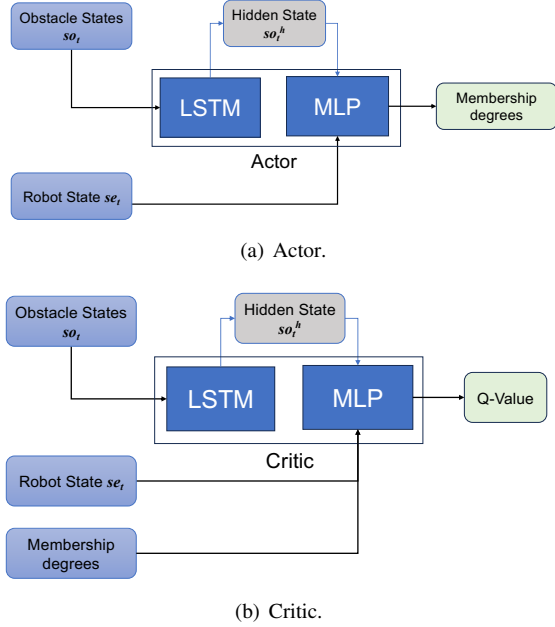 Obstacle States
so_t
Hidden State
so_t^h
LSTM
MLP
Membership
degrees
Actor
Robot State se_t
(a) Actor.
Obstacle States
so_t
Hidden State
so_t^h
LSTM
MLP
Q-Value
Critic
Robot State se_t
Membership
degrees
(b) Critic.